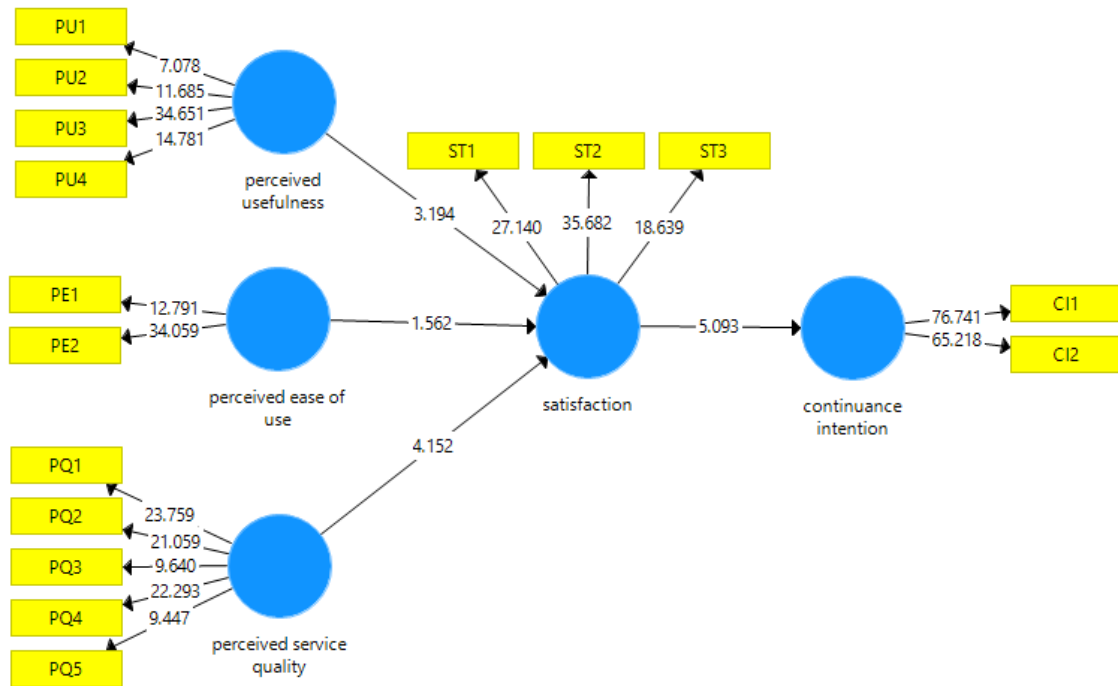 PU1
PU2
PU3
PU4
7.078
11.685
34.651
14.781
perceived
usefulness
3.194
ST1
ST2
ST3
27.140
35.682
18.639
PE1
PE2
12.791
34.059
perceived ease of
use
1.562
satisfaction
5.093
continuance
intention
76.741
65.218
CI1
CI2
4.152
PQ1
PQ2
PQ3
PQ4
PQ5
23.759
21.059
9.640
22.293
9.447
perceived service
quality